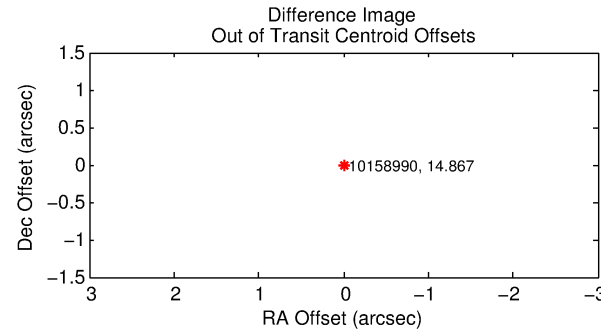 Difference Image
Out of Transit Centroid Offsets
1.5
1
0.5
0
−0.5
−1
−1.5
Dec Offset (arcsec)
10158990, 14.867
3 2 1 0 −1 −2 −3
RA Offset (arcsec)